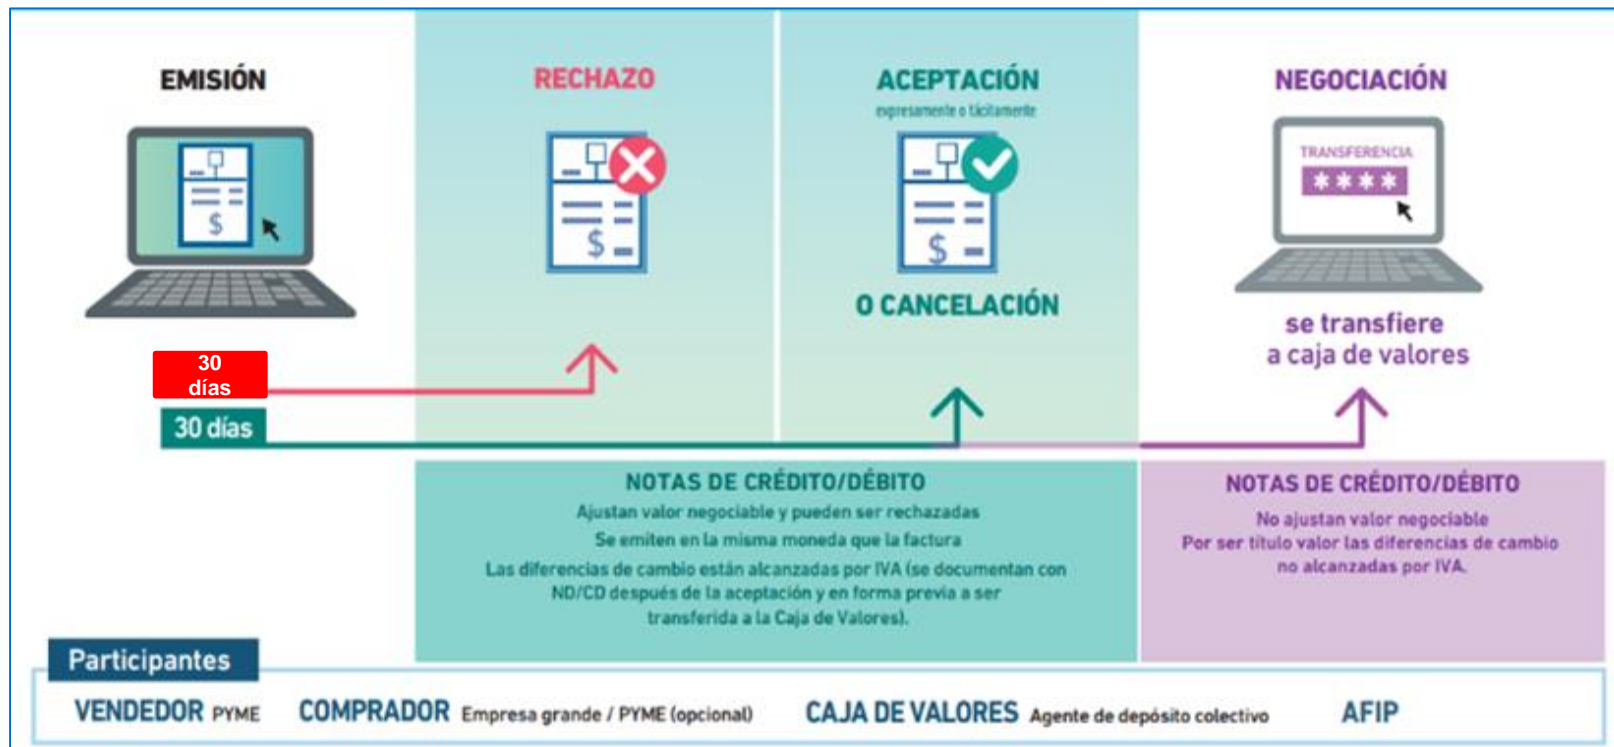 EMISIÓN
RECHAZO
ACEPTACIÓN
expresamente o tácitamente
O CANCELACIÓN
NEGOCIACIÓN
TRANSFERENCIA
****
se transfiere
a caja de valores
$
$
$
30
días
30 días
NOTAS DE CRÉDITO/DÉBITO
Ajustan valor negociable y pueden ser rechazadas
Se emiten en la misma moneda que la factura
Las diferencias de cambio están alcanzadas por IVA (se documentan con
ND/CD después de la aceptación y en forma previa a ser
transferida a la Caja de Valores).
NOTAS DE CRÉDITO/DÉBITO
No ajustan valor negociable
Por ser título valor las diferencias de cambio
no alcanzadas por IVA.
Participantes
VENDEDOR PYME
COMPRADOR Empresa grande / PYME (opcional)
CAJA DE VALORES Agente de depósito colectivo
AFIP